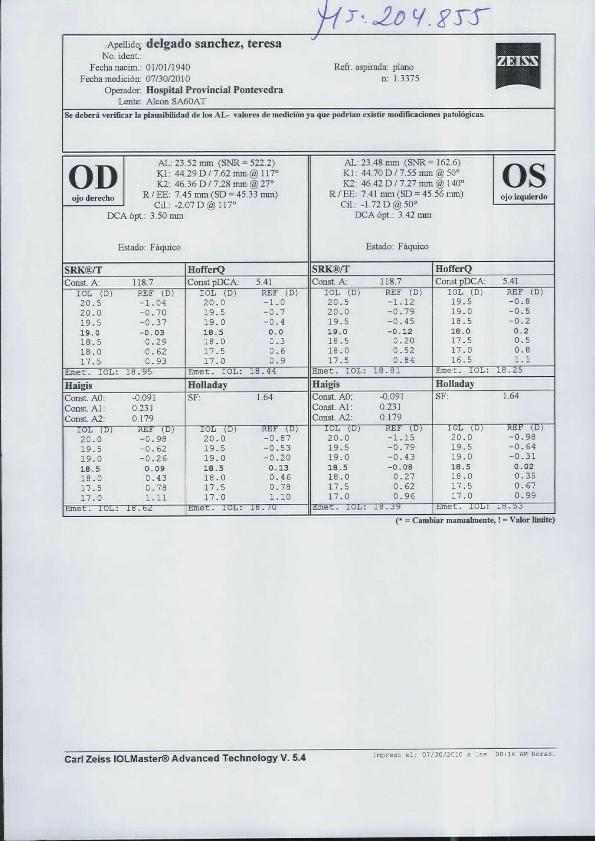 H5. 204.855
Apellido: delgado sanchez, teresa
No. ident.:
Fecha nacim.: 01/01/1940 Refr. aspirada: plano
Fecha medición: 07/30/2010 n: 1.3375
Operador: Hospital Provincial Pontevedra
Lente: Alcon SA60AT
ZEISS
Se deberá verificar la plausibilidad de los AL- valores de medición ya que podrían existir modificaciones patológicas.
OD
ojo derecho
AL: 23.52 mm (SNR = 522.2)
K1: 44.29 D / 7.62 mm @ 117°
K2: 46.36 D / 7.28 mm @ 27°
R / EE: 7.45 mm (SD = 45.33 mm)
Cil.: -2.07 D @ 117°
DCA ópt.: 3.50 mm
Estado: Fáquico
OS
ojo izquierdo
AL: 23.48 mm (SNR = 162.6)
K1: 44.70 D / 7.55 mm @ 50°
K2: 46.42 D / 7.27 mm @ 140°
R / EE: 7.41 mm (SD = 45.56 mm)
Cil.: -1.72 D @ 50°
DCA ópt.: 3.42 mm
Estado: Fáquico
SRK®/T HofferQ SRK®/T HofferQ
Const. A: 118.7 Const pDCA: 5.41 Const. A: 118.7 Const pDCA: 5.41
IOL (D) REF (D) IOL (D) REF (D) IOL (D) REF (D) IOL (D) REF (D)
20.5 -1.04 20.0 -1.0 20.5 -1.12 19.5 -0.8
20.0 -0.70 19.5 -0.7 20.0 -0.79 19.0 -0.5
19.5 -0.37 19.0 -0.4 19.5 -0.45 18.5 -0.2
19.0 -0.03 18.5 0.0 19.0 -0.12 18.0 0.2
18.5 0.29 18.0 0.3 18.5 0.20 17.5 0.5
18.0 0.62 17.5 0.6 18.0 0.52 17.0 0.8
17.5 0.93 17.0 0.9 17.5 0.84 16.5 1.1
Emet. IOL: 18.95 Emet. IOL: 18.44 Emet. IOL: 18.81 Emet. IOL: 18.25
Haigis Holladay Haigis Holladay
Const. A0: -0.091 SF: 1.64 Const. A0: -0.091 SF: 1.64
Const. A1: 0.231 Const. A1: 0.231
Const. A2: 0.179 Const. A2: 0.179
IOL (D) REF (D) IOL (D) REF (D) IOL (D) REF (D) IOL (D) REF (D)
20.0 -0.98 20.0 -0.87 20.0 -1.15 20.0 -0.98
19.5 -0.62 19.5 -0.53 19.5 -0.79 19.5 -0.64
19.0 -0.26 19.0 -0.20 19.0 -0.43 19.0 -0.31
18.5 0.09 18.5 0.13 18.5 -0.08 18.5 0.02
18.0 0.43 18.0 0.46 18.0 0.27 18.0 0.35
17.5 0.78 17.5 0.78 17.5 0.62 17.5 0.67
17.0 1.11 17.0 1.10 17.0 0.96 17.0 0.99
Emet. IOL: 18.62 Emet. IOL: 18.70 Emet. IOL: 18.39 Emet. IOL: 18.53
(* = Cambiar manualmente, ! = Valor límite)
Carl Zeiss IOLMaster® Advanced Technology V. 5.4 impreso el: 07/30/2010 a las 08:14 AM horas.